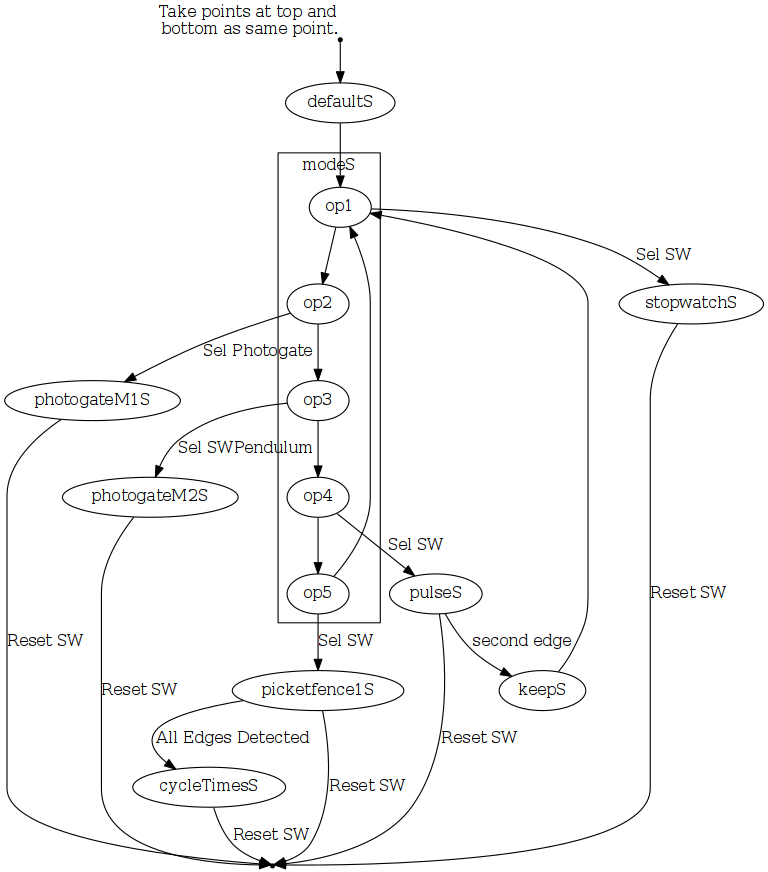 Take points at top and
bottom as same point.
defaultS
modeS
op1
Sel SW
op2
stopwatchS
Sel Photogate
photogateM1S
op3
Sel SWPendulum
photogateM2S
op4
Sel SW
op5
pulseS
Reset SW
Reset SW
Sel SW
second edge
Reset SW
picketfence1S
keepS
All Edges Detected
Reset SW
cycleTimesS
Reset SW
Reset SW